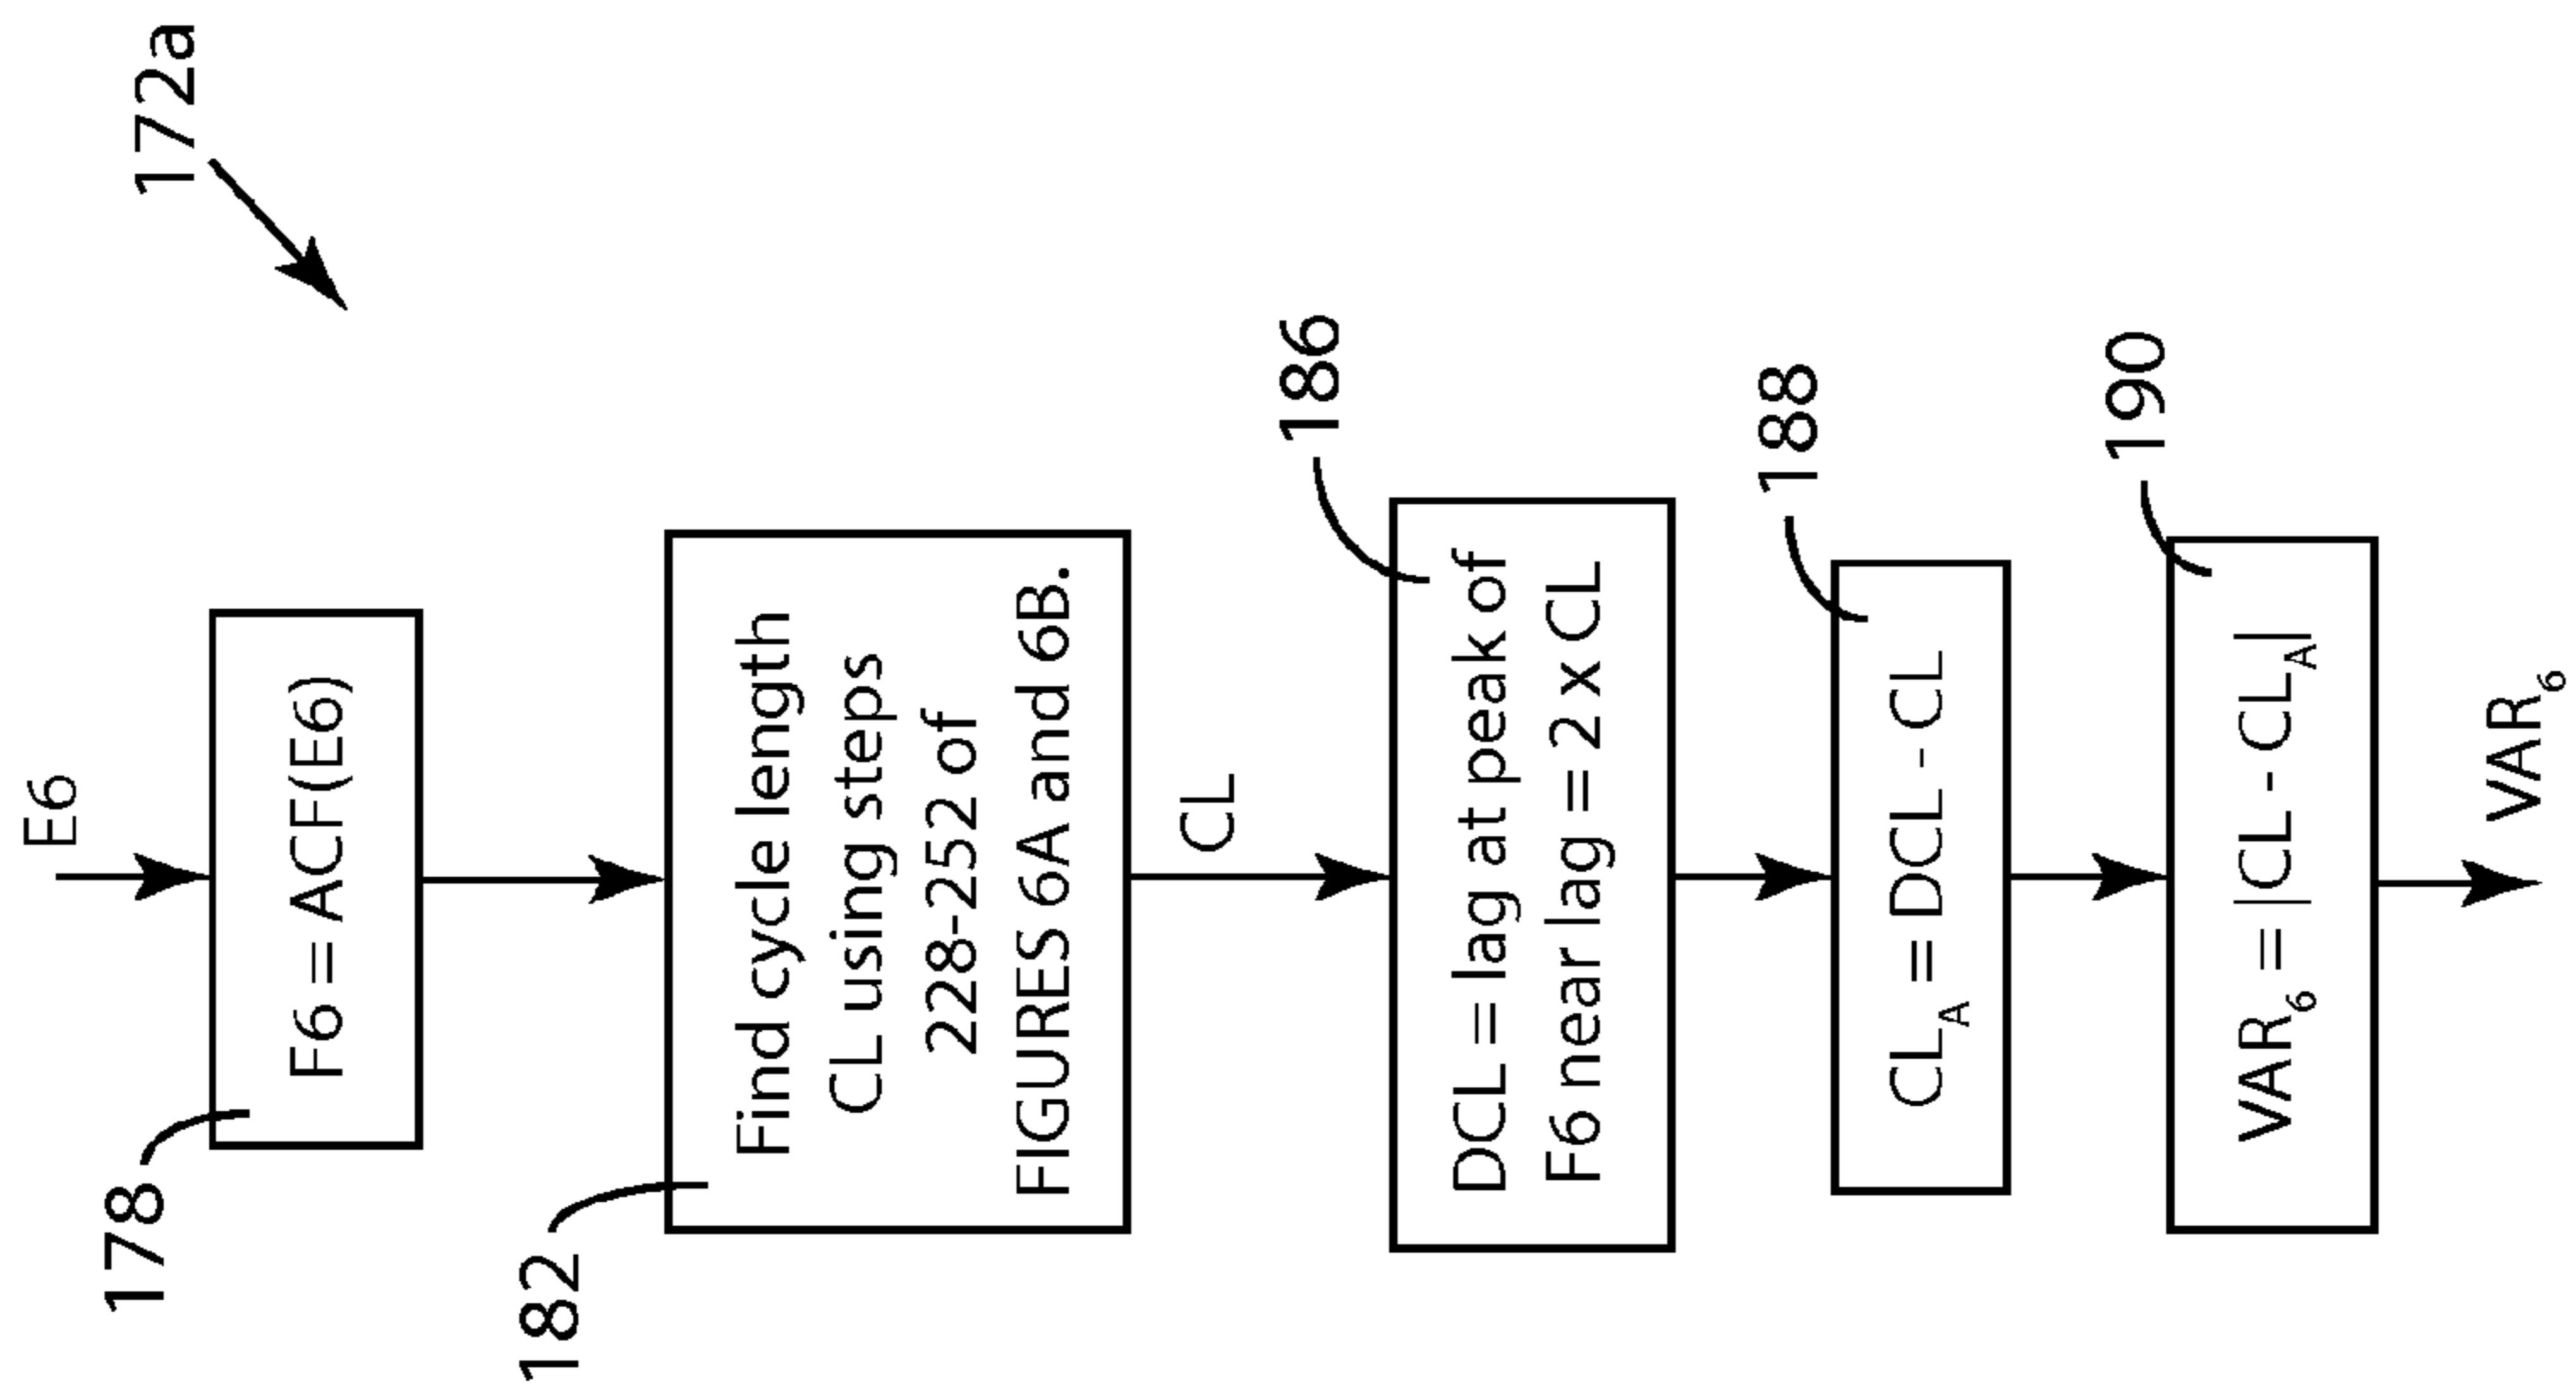 172a
E6
178
F6 = ACF(E6)
182
Find cycle length
CL using steps
228-252 of
FIGURES 6A and 6B.
CL
186
DCL = lag at peak of
F6 near lag = 2 x CL
188
CL_A = DCL - CL
190
VAR_6 = |CL - CL_A|
VAR_6